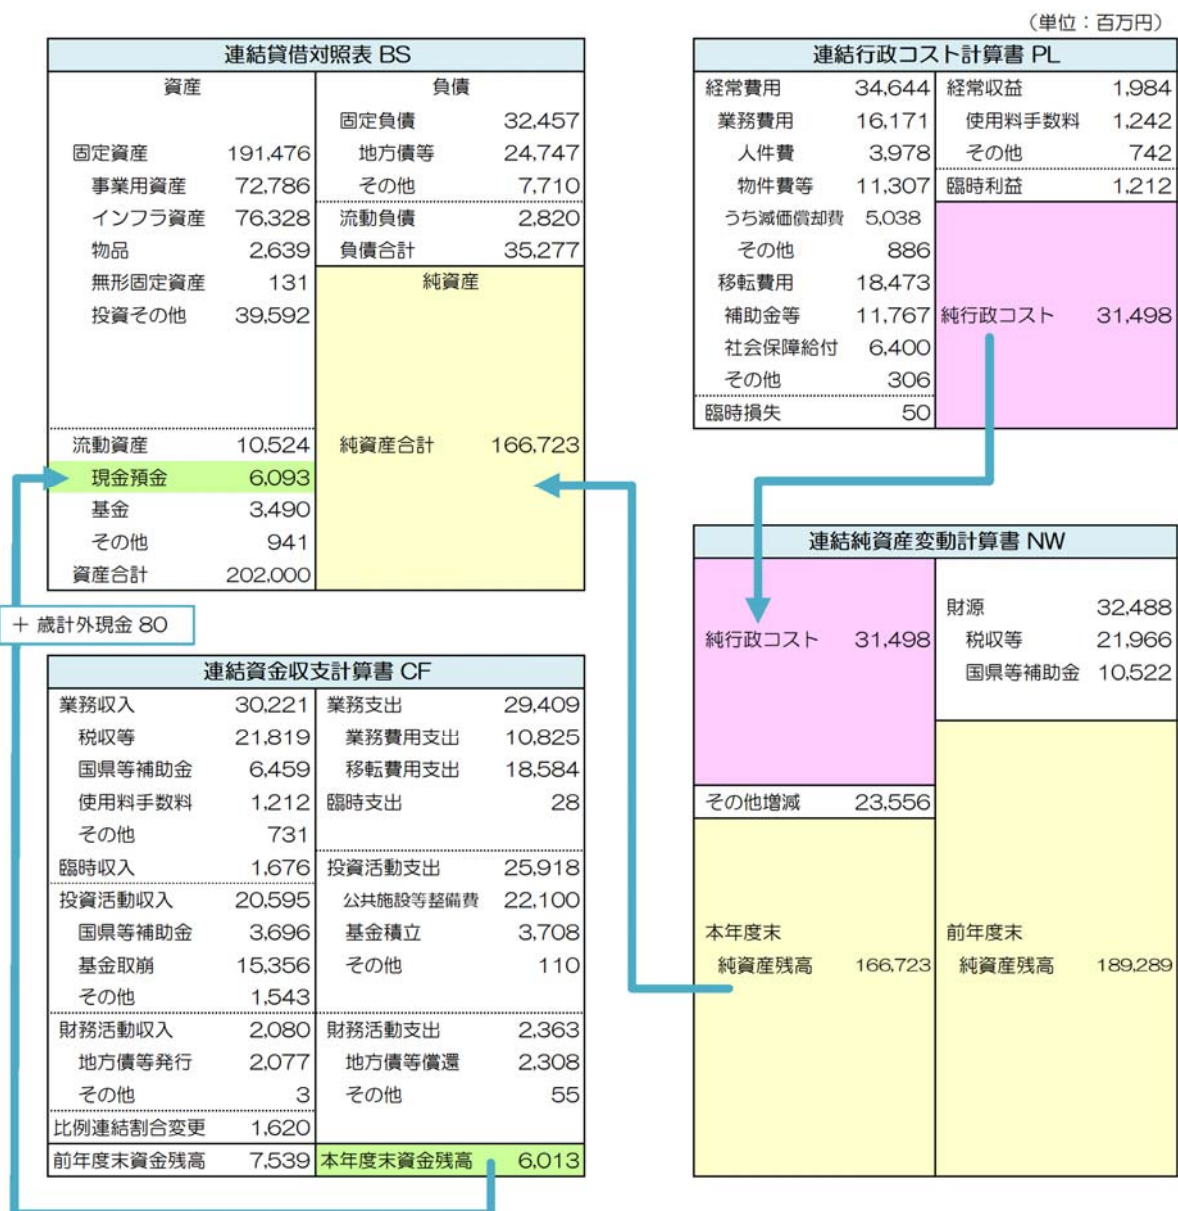 （単位：百万円）
連結貸借対照表 BS
資産
負債
固定負債 32,457
固定資産 191,476 地方債等 24,747
事業用資産 72,786 その他 7,710
インフラ資産 76,328 流動負債 2,820
物品 2,639 負債合計 35,277
無形固定資産 131 純資産
投資その他 39,592
流動資産 10,524 純資産合計 166,723
現金預金 6,093
基金 3,490
その他 941
資産合計 202,000
＋ 歳計外現金 80
連結行政コスト計算書 PL
経常費用 34,644 経常収益 1,984
業務費用 16,171 使用料手数料 1,242
人件費 3,978 その他 742
物件費等 11,307 臨時利益 1,212
うち減価償却費 5,038
その他 886
移転費用 18,473
補助金等 11,767 純行政コスト 31,498
社会保障給付 6,400
その他 306
臨時損失 50
連結資金収支計算書 CF
業務収入 30,221 業務支出 29,409
税収等 21,819 業務費用支出 10,825
国県等補助金 6,459 移転費用支出 18,584
使用料手数料 1,212 臨時支出 28
その他 731
臨時収入 1,676 投資活動支出 25,918
投資活動収入 20,595 公共施設等整備費 22,100
国県等補助金 3,696 基金積立 3,708
基金取崩 15,356 その他 110
その他 1,543
財務活動収入 2,080 財務活動支出 2,363
地方債等発行 2,077 地方債等償還 2,308
その他 3 その他 55
比例連結割合変更 1,620
前年度末資金残高 7,539 本年度末資金残高 6,013
連結純資産変動計算書 NW
財源 32,488
純行政コスト 31,498 税収等 21,966
国県等補助金 10,522
その他増減 23,556
本年度末 前年度末
純資産残高 166,723 純資産残高 189,289